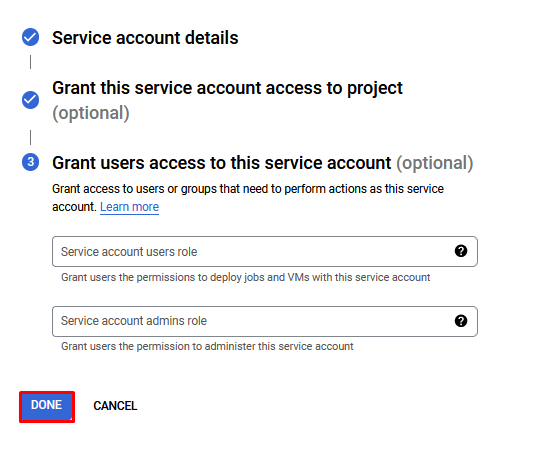 Service account details
Grant this service account access to project
(optional)
3
Grant users access to this service account (optional)
Grant access to users or groups that need to perform actions as this service
account. Learn more
Service account users role
Grant users the permissions to deploy jobs and VMs with this service account
Service account admins role
Grant users the permission to administer this service account
DONE CANCEL